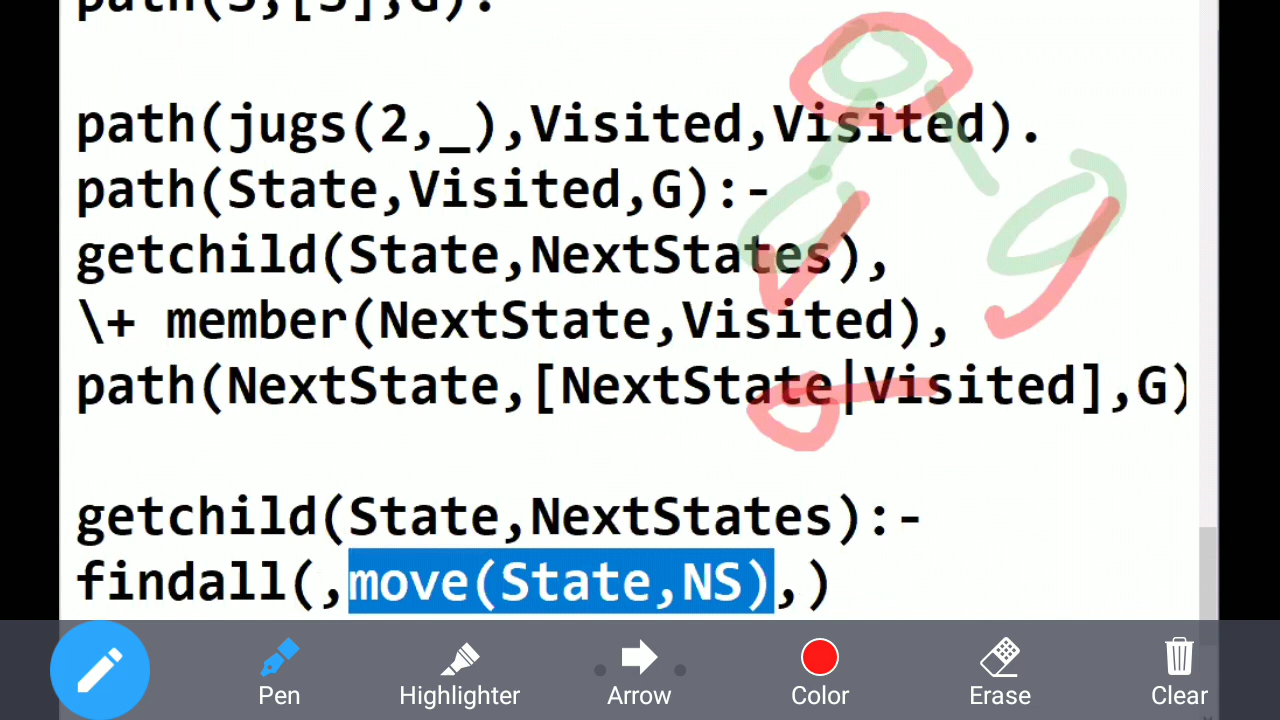 path(S,[S],G).
path(jugs(2,_),Visited,Visited).
path(State,Visited,G):-
getchild(State,NextStates),
\+ member(NextState,Visited),
path(NextState,[NextState|Visited],G)
getchild(State,NextStates):-
findall(,move(State,NS),,)
Pen
Highlighter
Arrow
Color
Erase
Clear